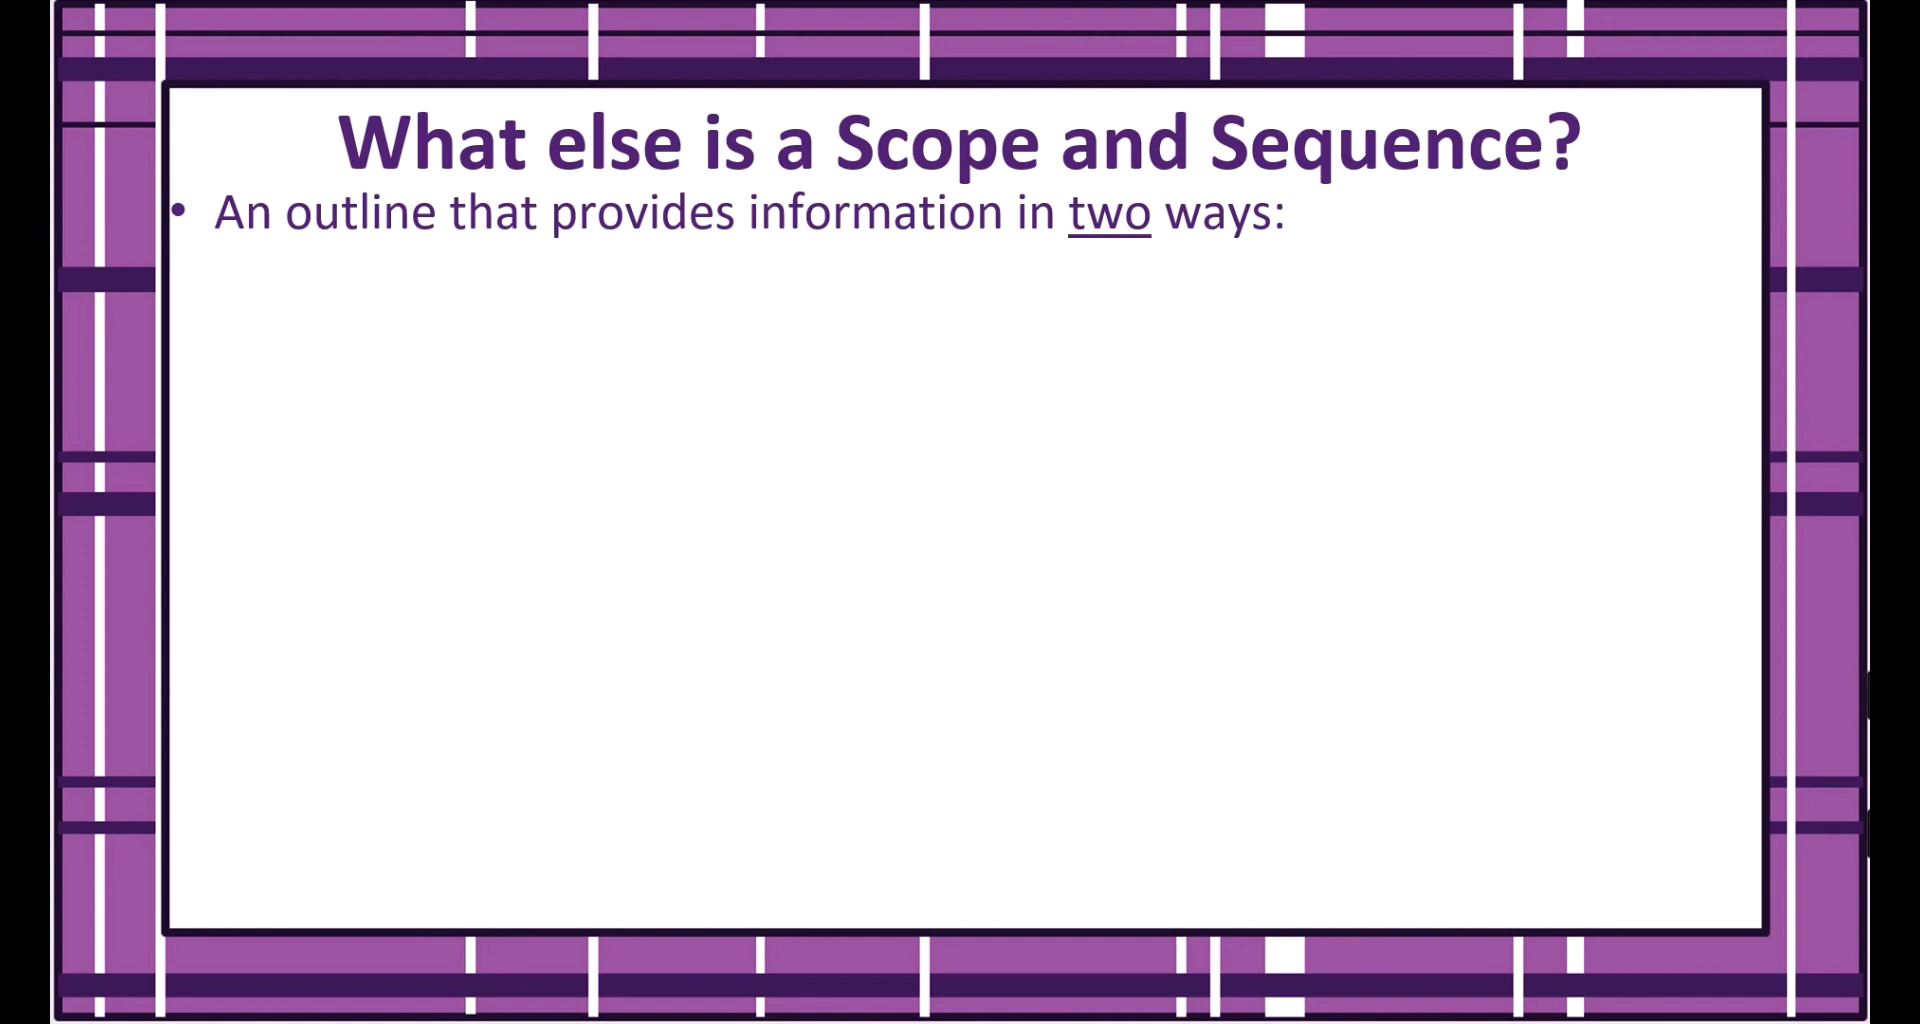 What else is a Scope and Sequence?
• An outline that provides information in two ways: